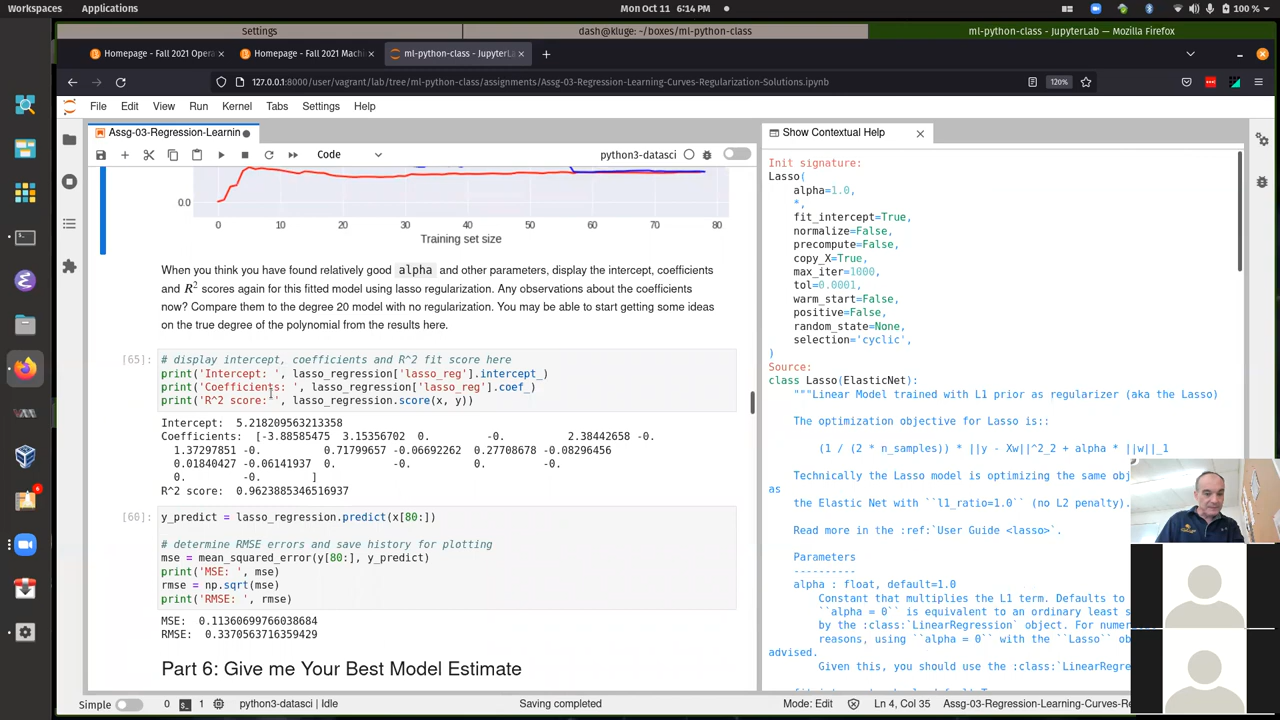 Workspaces Applications Mon Oct 11 6:14 PM 100 %
Settings dash@kluge: ~/boxes/ml-python-class ml-python-class - JupyterLab — Mozilla Firefox
Homepage - Fall 2021 Opera Homepage - Fall 2021 Machi ml-python-class - JupyterLab
127.0.0.1:8000/user/vagrant/lab/tree/ml-python-class/assignments/Assg-03-Regression-Learning-Curves-Regularization-Solutions.ipynb 120%
File Edit View Run Kernel Tabs Settings Help
Assg-03-Regression-Learnin
Code python3-datasci
0.0
0 10 20 30 40 50 60 70 80
Training set size
When you think you have found relatively good alpha and other parameters, display the intercept, coefficients
and R² scores again for this fitted model using lasso regularization. Any observations about the coefficients
now? Compare them to the degree 20 model with no regularization. You may be able to start getting some ideas
on the true degree of the polynomial from the results here.
[65]: # display intercept, coefficients and R^2 fit score here
print('Intercept: ', lasso_regression['lasso_reg'].intercept_)
print('Coefficients: ', lasso_regression['lasso_reg'].coef_)
print('R^2 score: ', lasso_regression.score(x, y))
Intercept: 5.218209563213358
Coefficients: [-3.88585475 3.15356702 0. -0. 2.38442658 -0.
1.37297851 -0. 0.71799657 -0.06692262 0.27708678 -0.08296456
0.01840427 -0.06141937 0. -0. 0. -0.
0. -0. ]
R^2 score: 0.9623885346516937
[60]: y_predict = lasso_regression.predict(x[80:])
# determine RMSE errors and save history for plotting
mse = mean_squared_error(y[80:], y_predict)
print('MSE: ', mse)
rmse = np.sqrt(mse)
print('RMSE: ', rmse)
MSE: 0.11360699766038684
RMSE: 0.3370563716359429
Part 6: Give me Your Best Model Estimate
Show Contextual Help
Init signature:
Lasso(
alpha=1.0,
*,
fit_intercept=True,
normalize=False,
precompute=False,
copy_X=True,
max_iter=1000,
tol=0.0001,
warm_start=False,
positive=False,
random_state=None,
selection='cyclic',
)
Source:
class Lasso(ElasticNet):
"""Linear Model trained with L1 prior as regularizer (aka the Lasso)
The optimization objective for Lasso is::
(1 / (2 * n_samples)) * ||y - Xw||^2_2 + alpha * ||w||_1
Technically the Lasso model is optimizing the same obj
as
the Elastic Net with ``l1_ratio=1.0`` (no L2 penalty).
Read more in the :ref:`User Guide <lasso>`.
Parameters
----------
alpha : float, default=1.0
Constant that multiplies the L1 term. Defaults to
``alpha = 0`` is equivalent to an ordinary least s
by the :class:`LinearRegression` object. For numer
reasons, using ``alpha = 0`` with the ``Lasso`` ob
advised.
Given this, you should use the :class:`LinearRegre
Simple 0 1 python3-datasci | Idle Saving completed Mode: Edit Ln 4, Col 35 Assg-03-Regression-Learning-Curves-Re